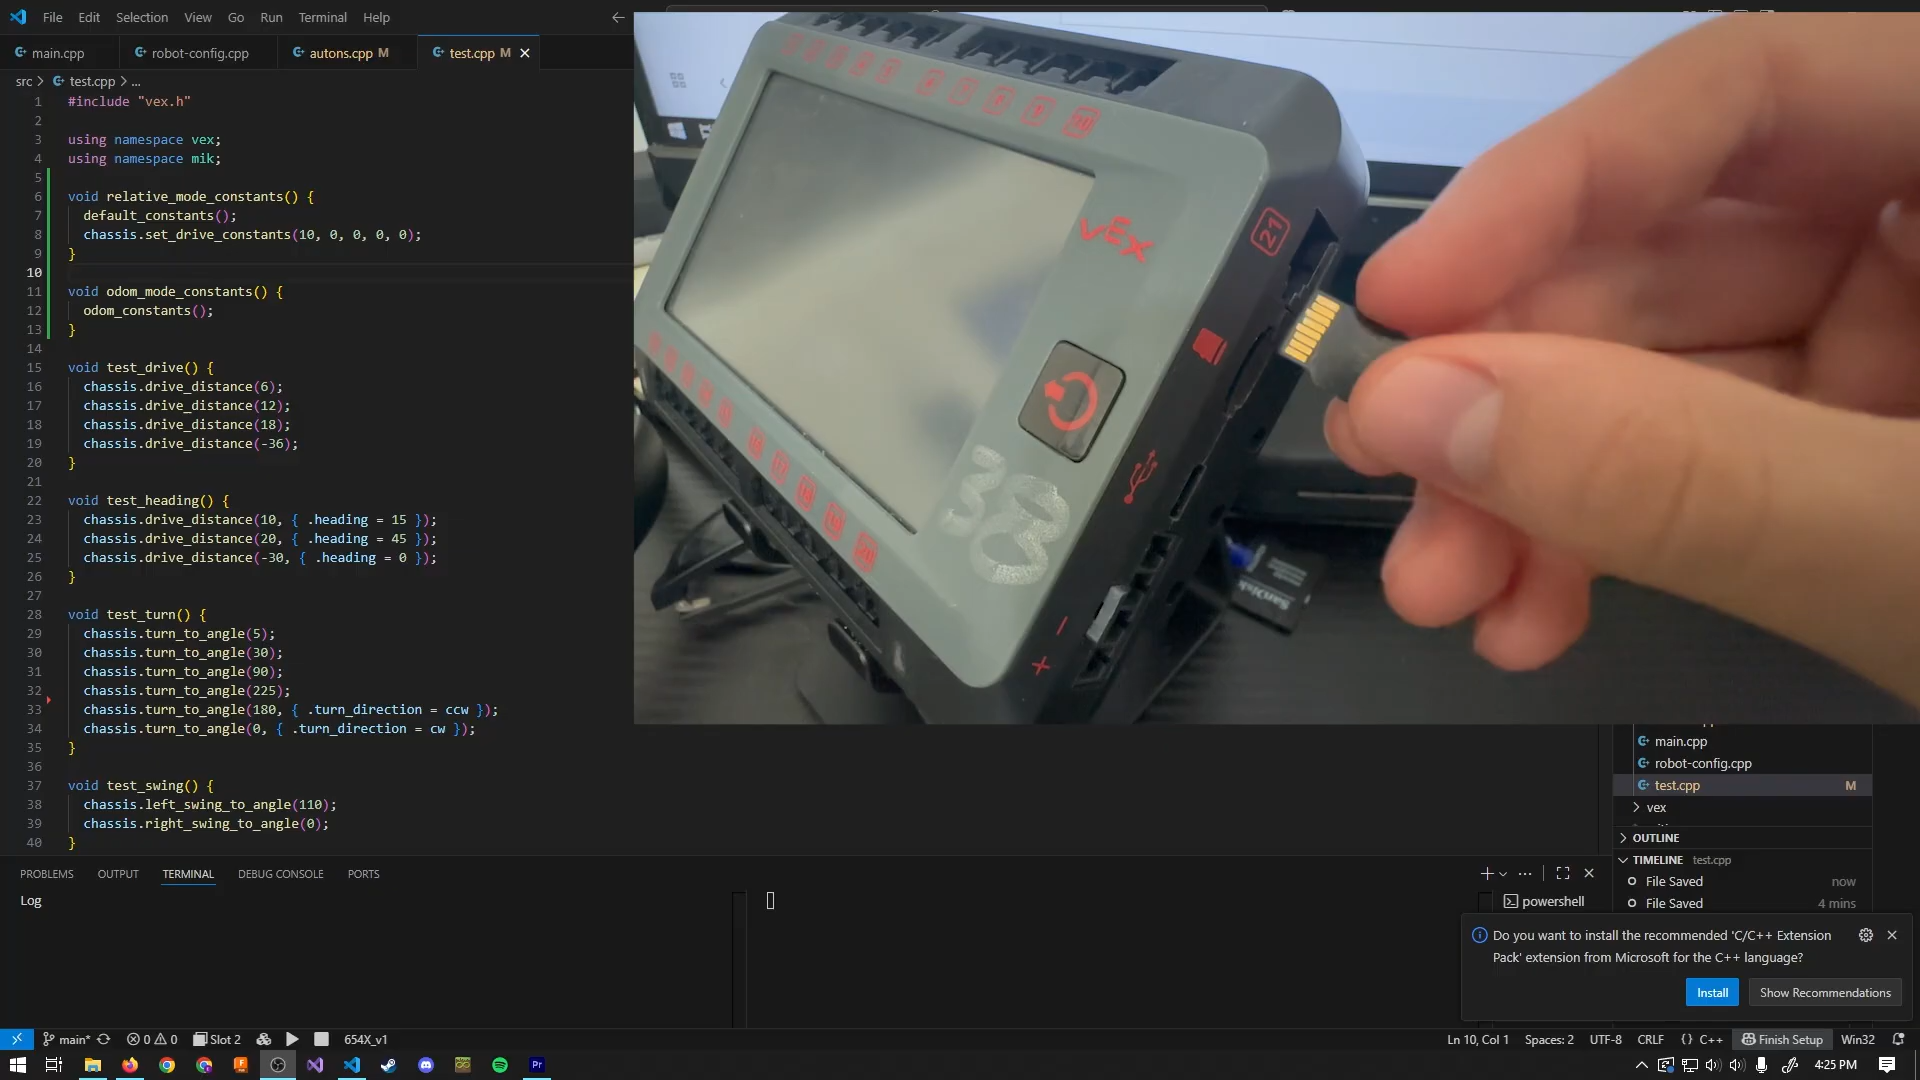 File Edit Selection View Go Run Terminal Help
main.cpp robot-config.cpp autons.cpp M test.cpp M
src > test.cpp > ...
1 #include "vex.h"
2
3 using namespace vex;
4 using namespace mik;
5
6 void relative_mode_constants() {
7 default_constants();
8 chassis.set_drive_constants(10, 0, 0, 0, 0);
9 }
10
11 void odom_mode_constants() {
12 odom_constants();
13 }
14
15 void test_drive() {
16 chassis.drive_distance(6);
17 chassis.drive_distance(12);
18 chassis.drive_distance(18);
19 chassis.drive_distance(-36);
20 }
21
22 void test_heading() {
23 chassis.drive_distance(10, { .heading = 15 });
24 chassis.drive_distance(20, { .heading = 45 });
25 chassis.drive_distance(-30, { .heading = 0 });
26 }
27
28 void test_turn() {
29 chassis.turn_to_angle(5);
30 chassis.turn_to_angle(30);
31 chassis.turn_to_angle(90);
32 chassis.turn_to_angle(225);
33 chassis.turn_to_angle(180, { .turn_direction = ccw });
34 chassis.turn_to_angle(0, { .turn_direction = cw });
35 }
36
37 void test_swing() {
38 chassis.left_swing_to_angle(110);
39 chassis.right_swing_to_angle(0);
40 }
vex
21
38
SanDisk
main.cpp
robot-config.cpp
test.cpp M
> vex
OUTLINE
TIMELINE test.cpp
File Saved now
File Saved 4 mins
PROBLEMS OUTPUT TERMINAL DEBUG CONSOLE PORTS
Log
powershell
Do you want to install the recommended 'C/C++ Extension
Pack' extension from Microsoft for the C++ language?
Install Show Recommendations
main* 0 0 Slot 2 654X_v1 Ln 10, Col 1 Spaces: 2 UTF-8 CRLF {} C++ Finish Setup Win32
4:25 PM